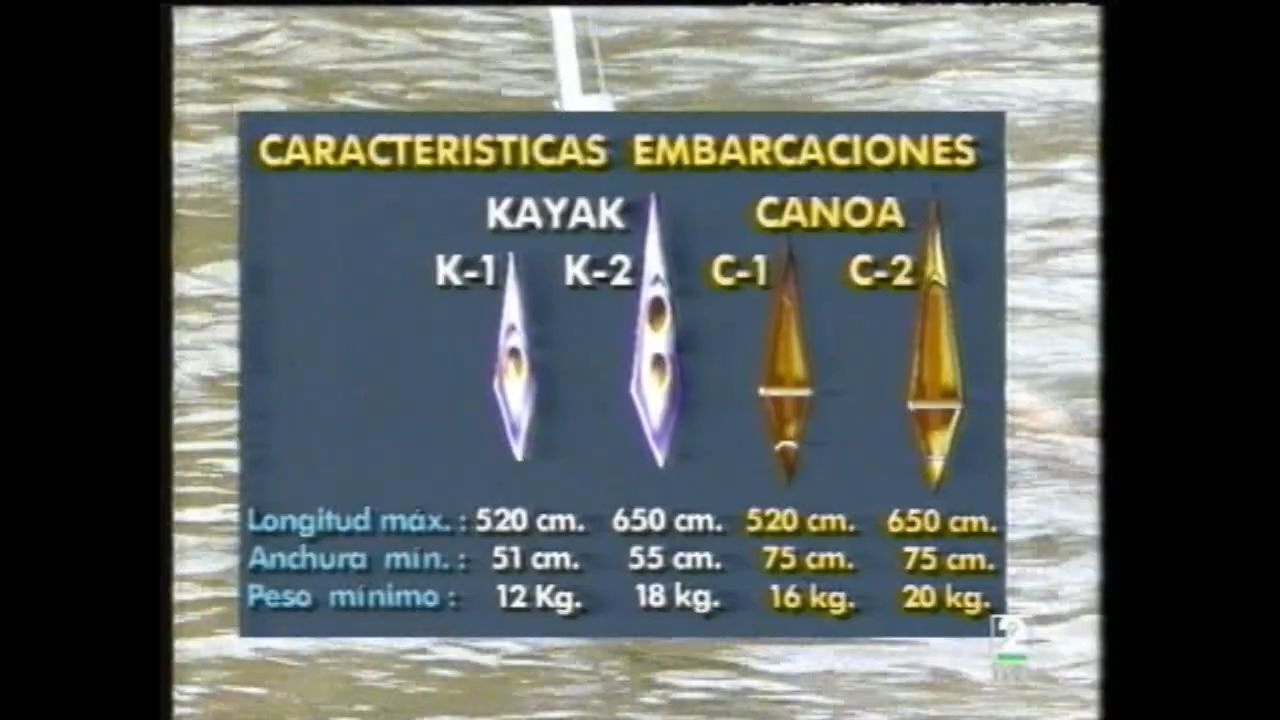 CARACTERISTICAS EMBARCACIONES
KAYAK CANOA
K-1 K-2 C-1 C-2
Longitud máx. : 520 cm. 650 cm. 520 cm. 650 cm.
Anchura mín. : 51 cm. 55 cm. 75 cm. 75 cm.
Peso mínimo : 12 Kg. 18 kg. 16 kg. 20 kg.
2